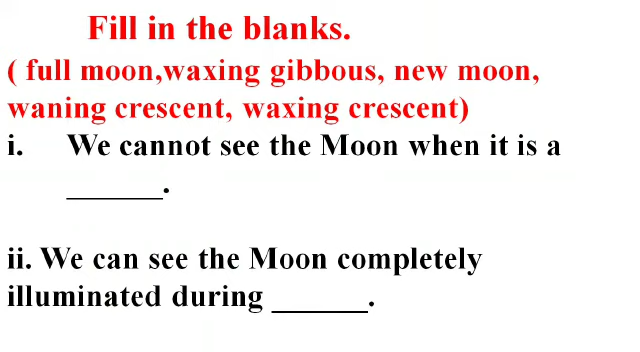 Fill in the blanks.
( full moon,waxing gibbous, new moon,
waning crescent, waxing crescent)
i. We cannot see the Moon when it is a
______.
ii. We can see the Moon completely
illuminated during ______.